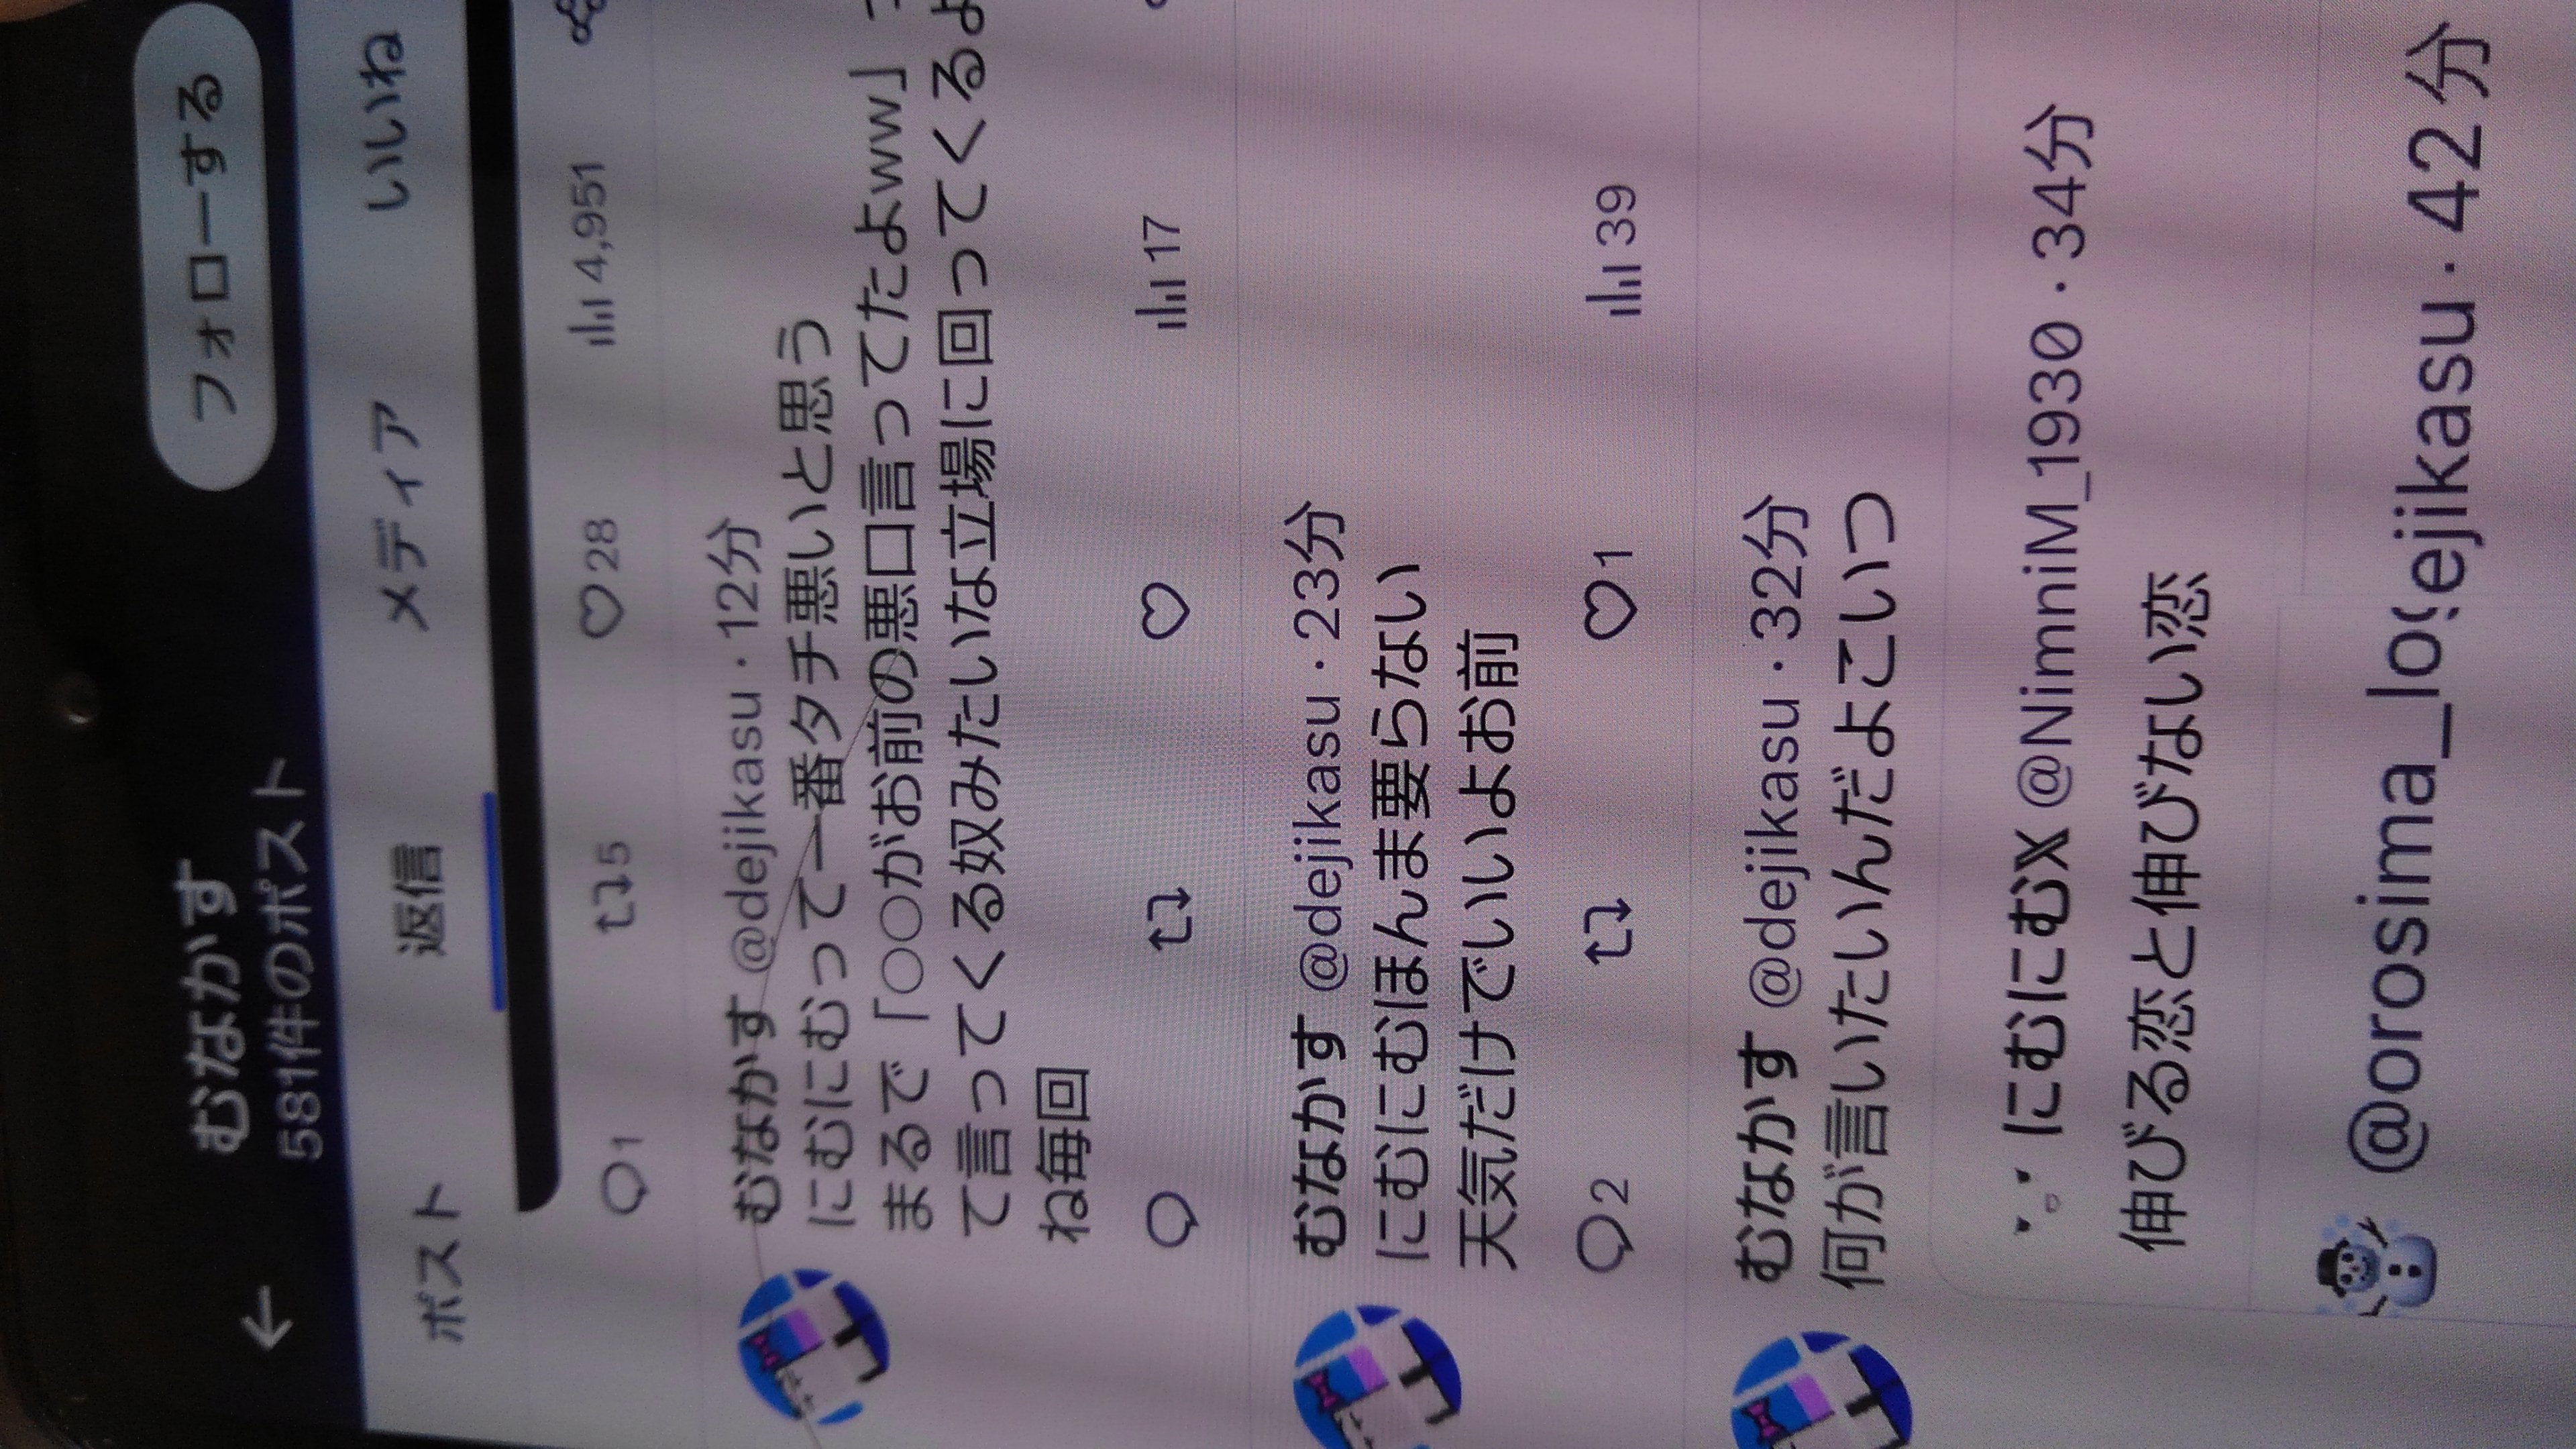 むなかす
581件のポスト
フォローする
ポスト
返信
メディア
いいね
1
5
28
4,951
むなかす @dejikasu · 12分
にむにむって一番タチ悪いと思う
まるで「〇〇がお前の悪口言ってたよww」
て言ってくる奴みたいな立場に回ってくるよ
ね毎回
17
むなかす @dejikasu · 23分
にむにむほんま要らない
天気だけでいいよお前
2
1
39
むなかす @dejikasu · 32分
何が言いたいんだよこいつ
にむにむX @NimniM_1930 · 34分
伸びる恋と伸びない恋
@orosima_log
ejikasu · 42分